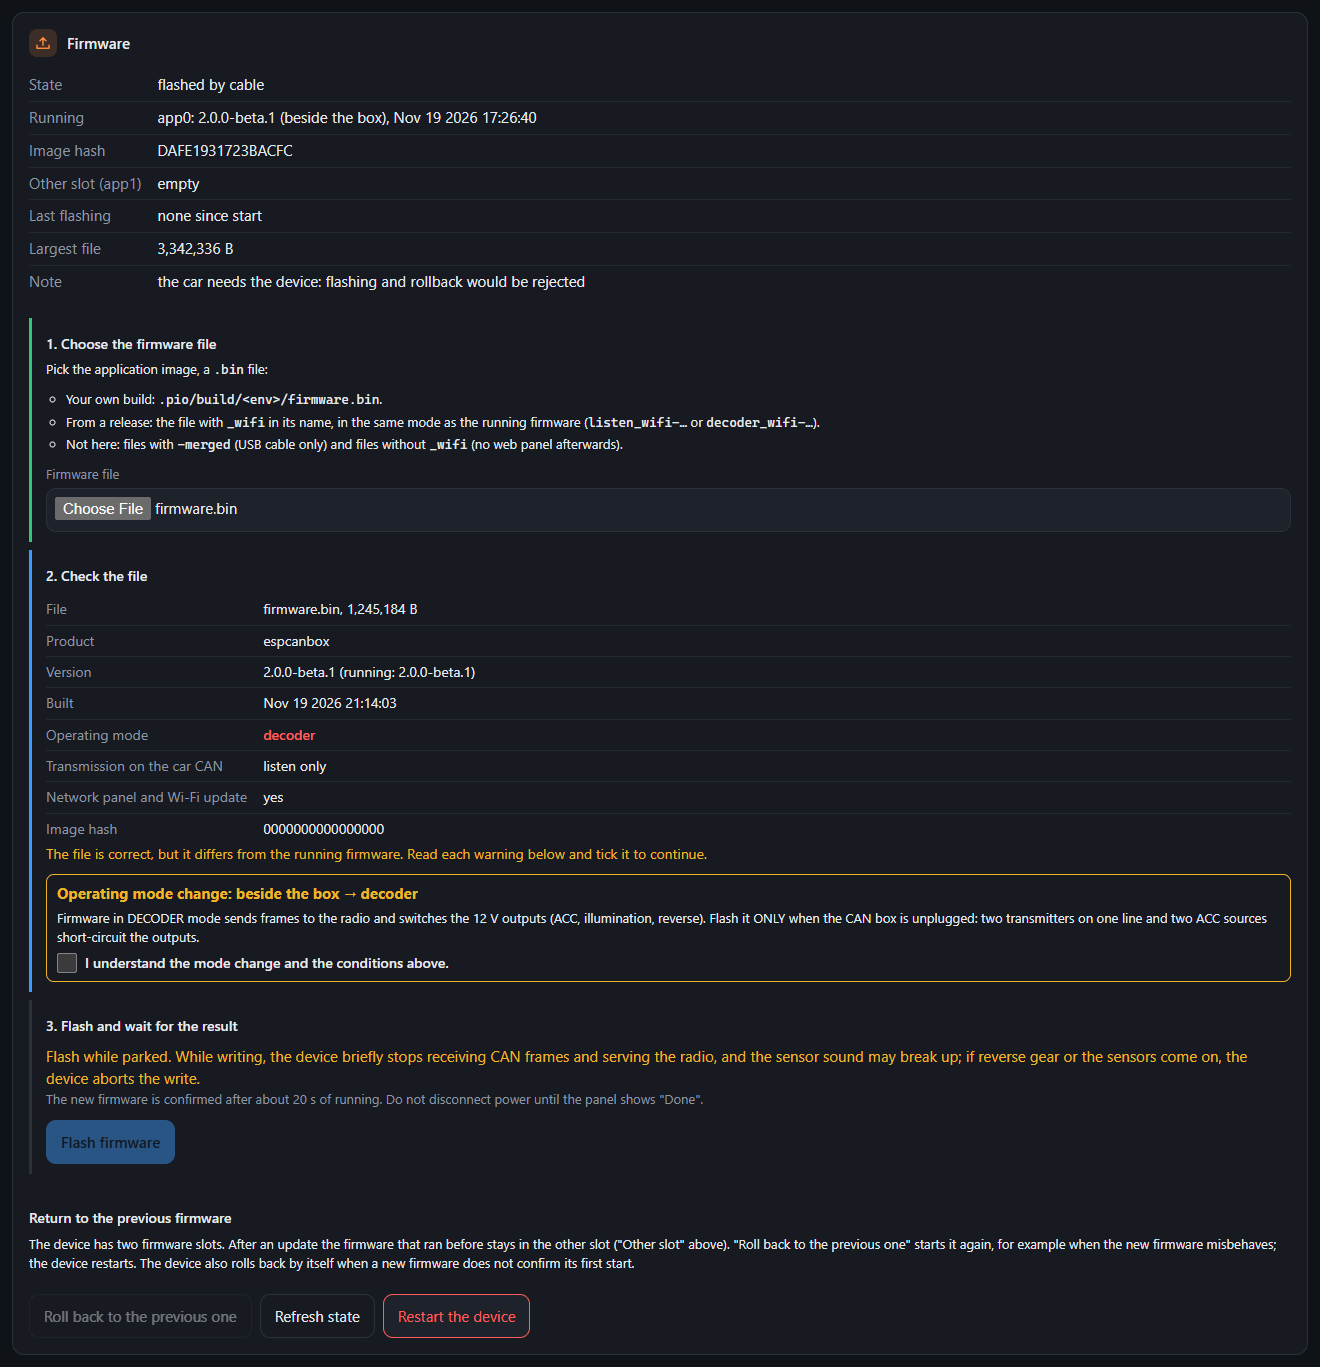 Firmware
State flashed by cable
Running app0: 2.0.0-beta.1 (beside the box), Nov 19 2026 17:26:40
Image hash DAFE1931723BACFC
Other slot (app1) empty
Last flashing none since start
Largest file 3,342,336 B
Note the car needs the device: flashing and rollback would be rejected
1. Choose the firmware file
Pick the application image, a .bin file:
Your own build: .pio/build/<env>/firmware.bin.
From a release: the file with _wifi in its name, in the same mode as the running firmware (listen_wifi-… or decoder_wifi-…).
Not here: files with -merged (USB cable only) and files without _wifi (no web panel afterwards).
Firmware file
Choose File firmware.bin
2. Check the file
File firmware.bin, 1,245,184 B
Product espcanbox
Version 2.0.0-beta.1 (running: 2.0.0-beta.1)
Built Nov 19 2026 21:14:03
Operating mode decoder
Transmission on the car CAN listen only
Network panel and Wi-Fi update yes
Image hash 0000000000000000
The file is correct, but it differs from the running firmware. Read each warning below and tick it to continue.
Operating mode change: beside the box → decoder
Firmware in DECODER mode sends frames to the radio and switches the 12 V outputs (ACC, illumination, reverse). Flash it ONLY when the CAN box is unplugged: two transmitters on one line and two ACC sources
short-circuit the outputs.
I understand the mode change and the conditions above.
3. Flash and wait for the result
Flash while parked. While writing, the device briefly stops receiving CAN frames and serving the radio, and the sensor sound may break up; if reverse gear or the sensors come on, the
device aborts the write.
The new firmware is confirmed after about 20 s of running. Do not disconnect power until the panel shows "Done".
Flash firmware
Return to the previous firmware
The device has two firmware slots. After an update the firmware that ran before stays in the other slot ("Other slot" above). "Roll back to the previous one" starts it again, for example when the new firmware misbehaves;
the device restarts. The device also rolls back by itself when a new firmware does not confirm its first start.
Roll back to the previous one Refresh state Restart the device